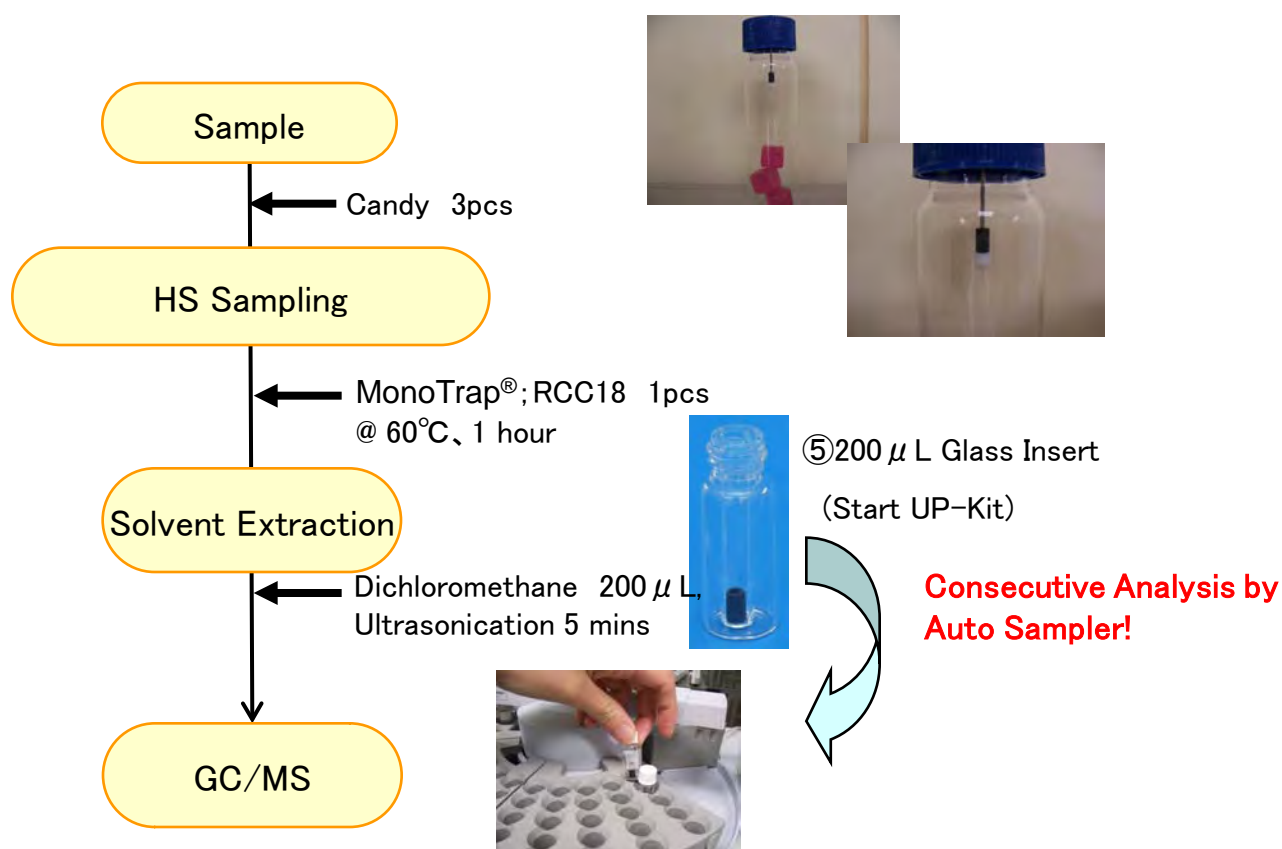 Sample
Candy 3pcs
HS Sampling
MonoTrap®;RCC18 1pcs
@ 60℃、1 hour
⑤200μL Glass Insert
(Start UP-Kit)
Solvent Extraction
Dichloromethane 200μL,
Ultrasonication 5 mins
Consecutive Analysis by
Auto Sampler!
GC/MS